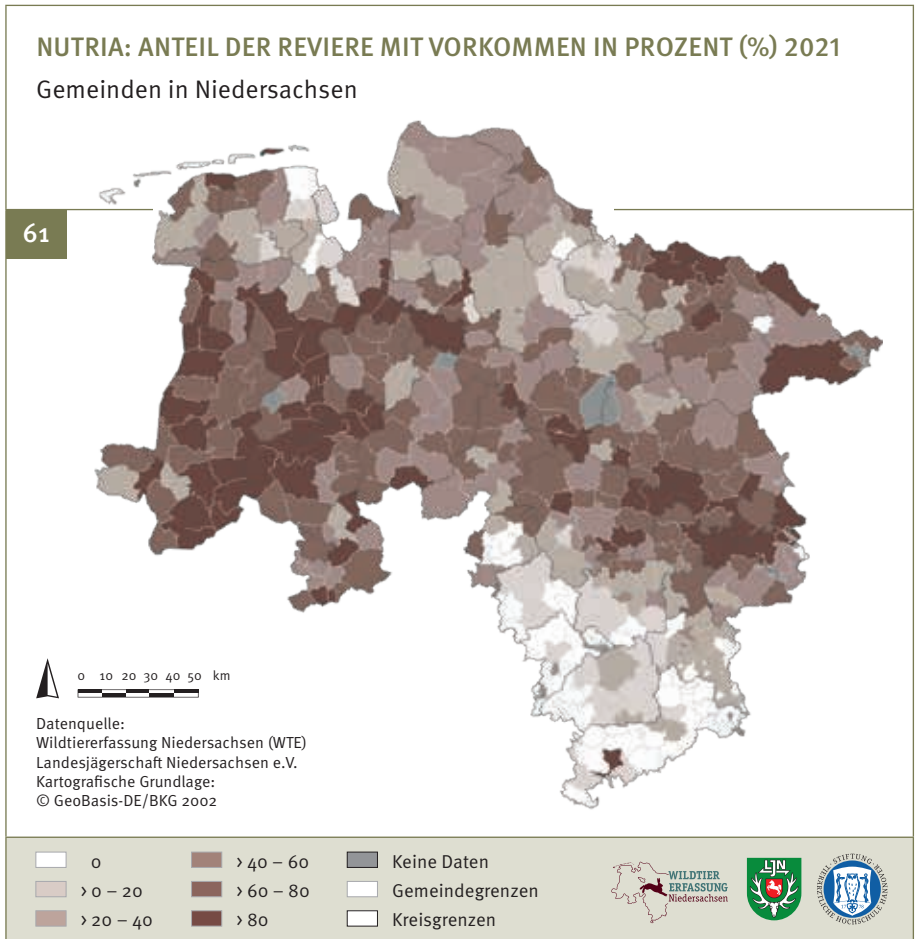 NUTRIA: ANTEIL DER REVIERE MIT VORKOMMEN IN PROZENT (%) 2021
Gemeinden in Niedersachsen
61
0 10 20 30 40 50 km
Datenquelle:
Wildtiererfassung Niedersachsen (WTE)
Landesjägerschaft Niedersachsen e.V.
Kartografische Grundlage:
© GeoBasis-DE/BKG 2002
0
> 0 – 20
> 20 – 40
> 40 – 60
> 60 – 80
> 80
Keine Daten
Gemeindegrenzen
Kreisgrenzen
WILDTIER
ERFASSUNG
Niedersachsen
LJN
STIFTUNG
TIERÄRZTLICHE HOCHSCHULE HANNOVER